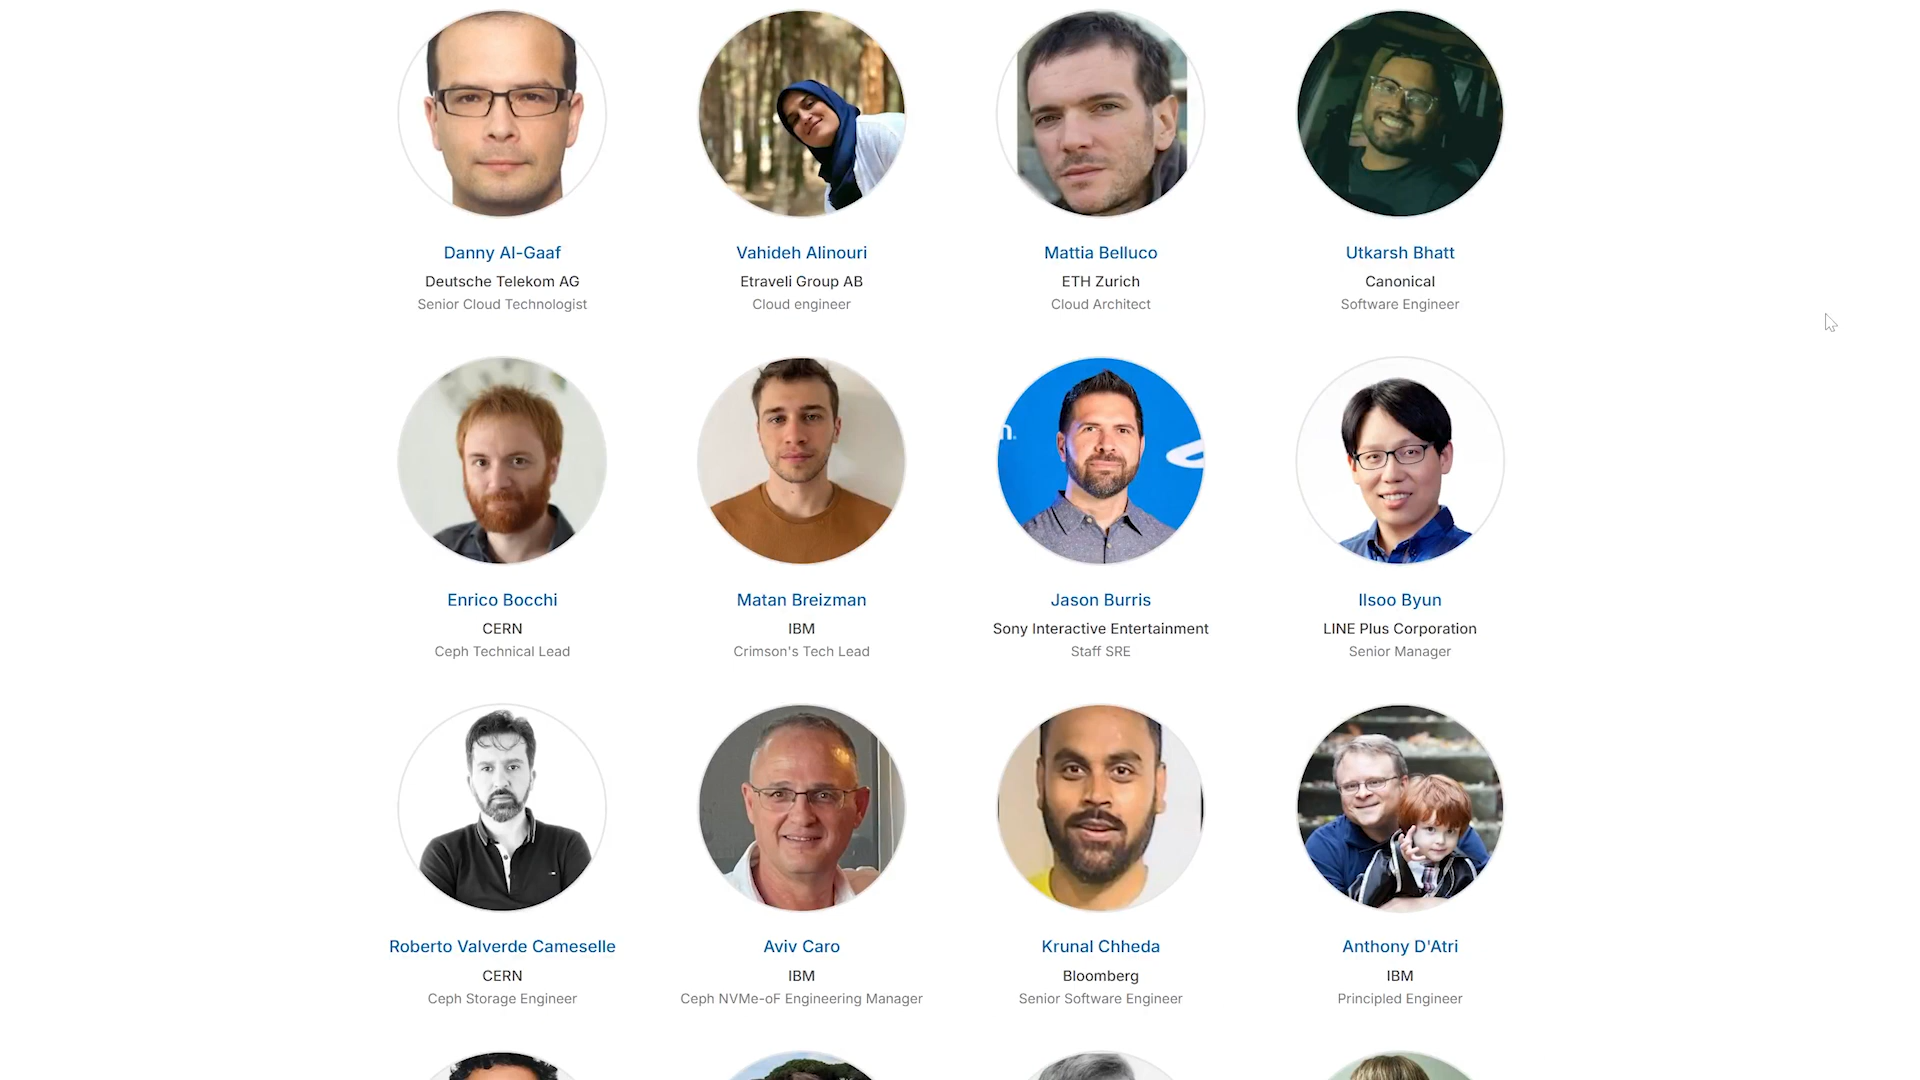 Danny Al-Gaaf
Deutsche Telekom AG
Senior Cloud Technologist
Vahideh Alinouri
Etraveli Group AB
Cloud engineer
Mattia Belluco
ETH Zurich
Cloud Architect
Utkarsh Bhatt
Canonical
Software Engineer
Enrico Bocchi
CERN
Ceph Technical Lead
Matan Breizman
IBM
Crimson's Tech Lead
Jason Burris
Sony Interactive Entertainment
Staff SRE
Ilsoo Byun
LINE Plus Corporation
Senior Manager
Roberto Valverde Cameselle
CERN
Ceph Storage Engineer
Aviv Caro
IBM
Ceph NVMe-oF Engineering Manager
Krunal Chheda
Bloomberg
Senior Software Engineer
Anthony D'Atri
IBM
Principled Engineer